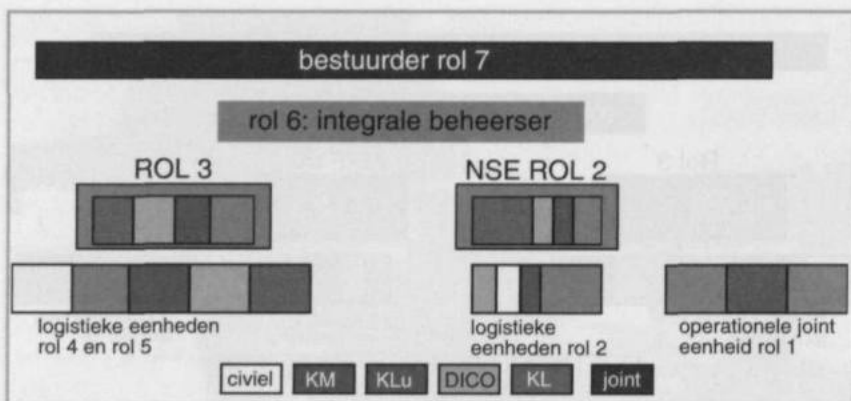 bestuurder rol 7
rol 6: integrale beheerser
ROL 3
NSE ROL 2
logistieke eenheden
rol 4 en rol 5
logistieke
eenheden rol 2
operationele joint
eenheid rol 1
civiel KM KLu DICO KL joint